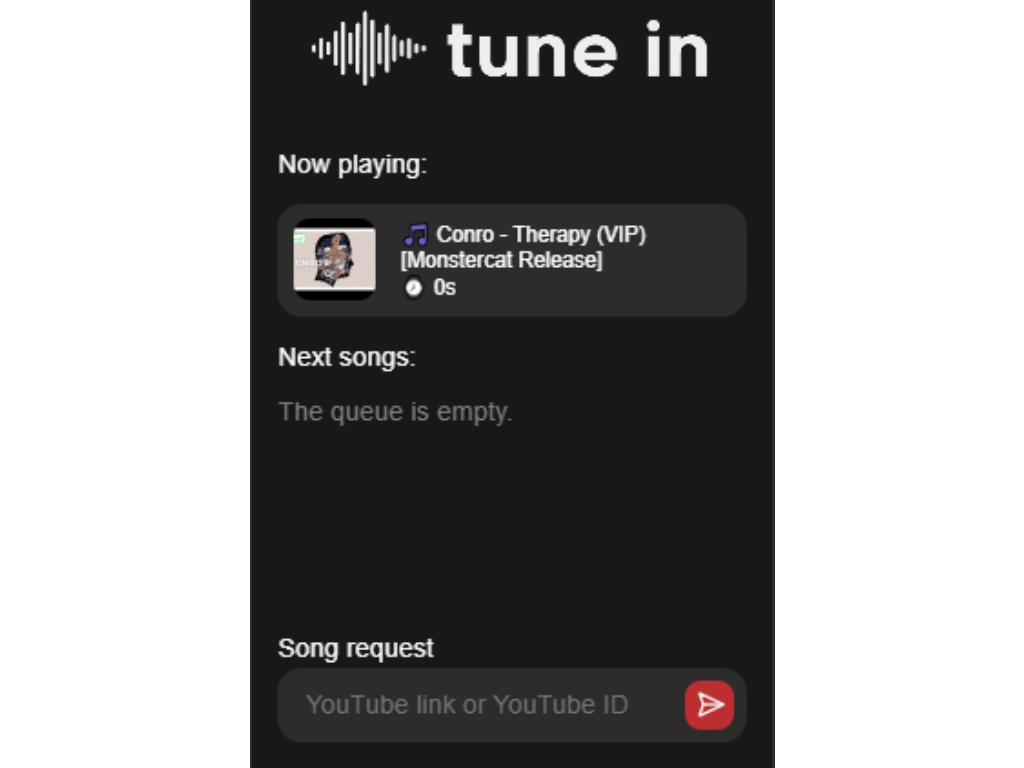 tune in
Now playing:
🎵 Conro - Therapy (VIP)
[Monstercat Release]
0s
Next songs:
The queue is empty.
Song request
YouTube link or YouTube ID